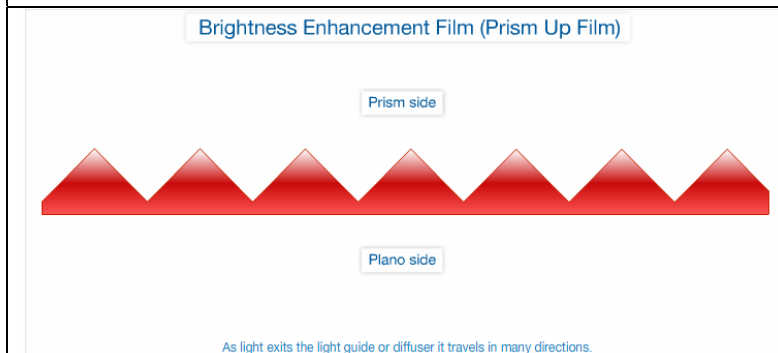 Brightness Enhancement Film (Prism Up Film)
Prism side
Plano side
As light exits the light guide or diffuser it travels in many directions.